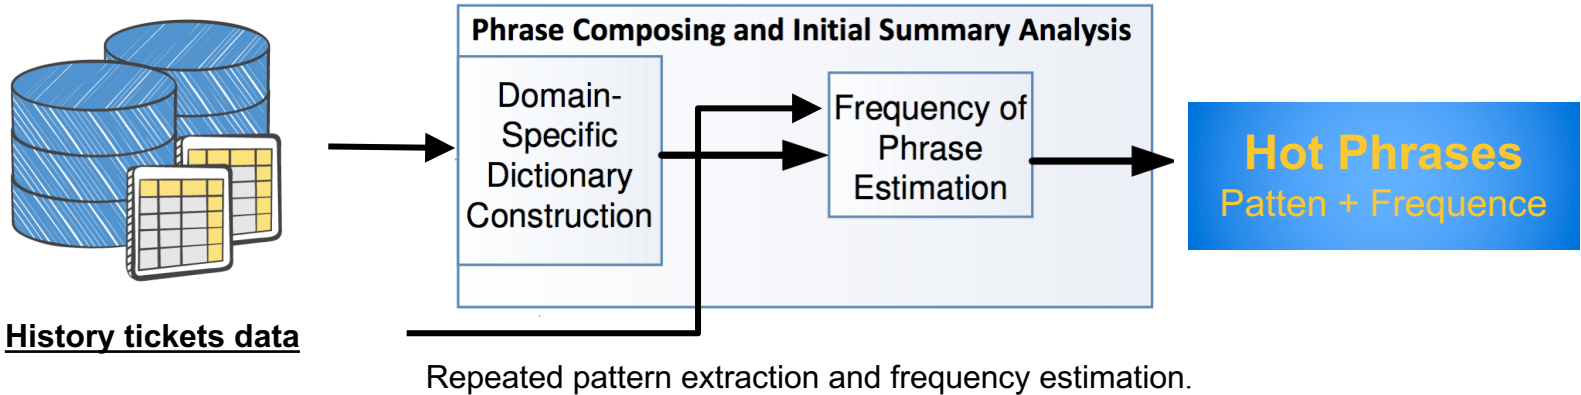 Phrase Composing and Initial Summary Analysis
Domain-
Specific
Dictionary
Construction
Frequency of
Phrase
Estimation
Hot Phrases
Patten + Frequence
History tickets data
Repeated pattern extraction and frequency estimation.